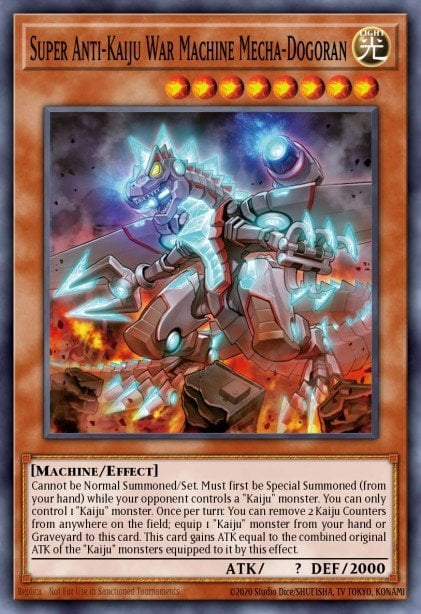 Super Anti-Kaiju War Machine Mecha-Dogoran
LIGHT
光
[Machine/Effect]
Cannot be Normal Summoned/Set. Must first be Special Summoned (from
your hand) while your opponent controls a "Kaiju" monster. You can only
control 1 "Kaiju" monster. Once per turn: You can remove 2 Kaiju Counters
from anywhere on the field; equip 1 "Kaiju" monster from your hand or
Graveyard to this card. This card gains ATK equal to the combined original
ATK of the "Kaiju" monsters equipped to it by this effect.
ATK/ ? DEF/2000
Replica - Not For Use in Sanctioned Tournaments
©2020 Studio Dice/SHUEISHA, TV TOKYO, KONAMI